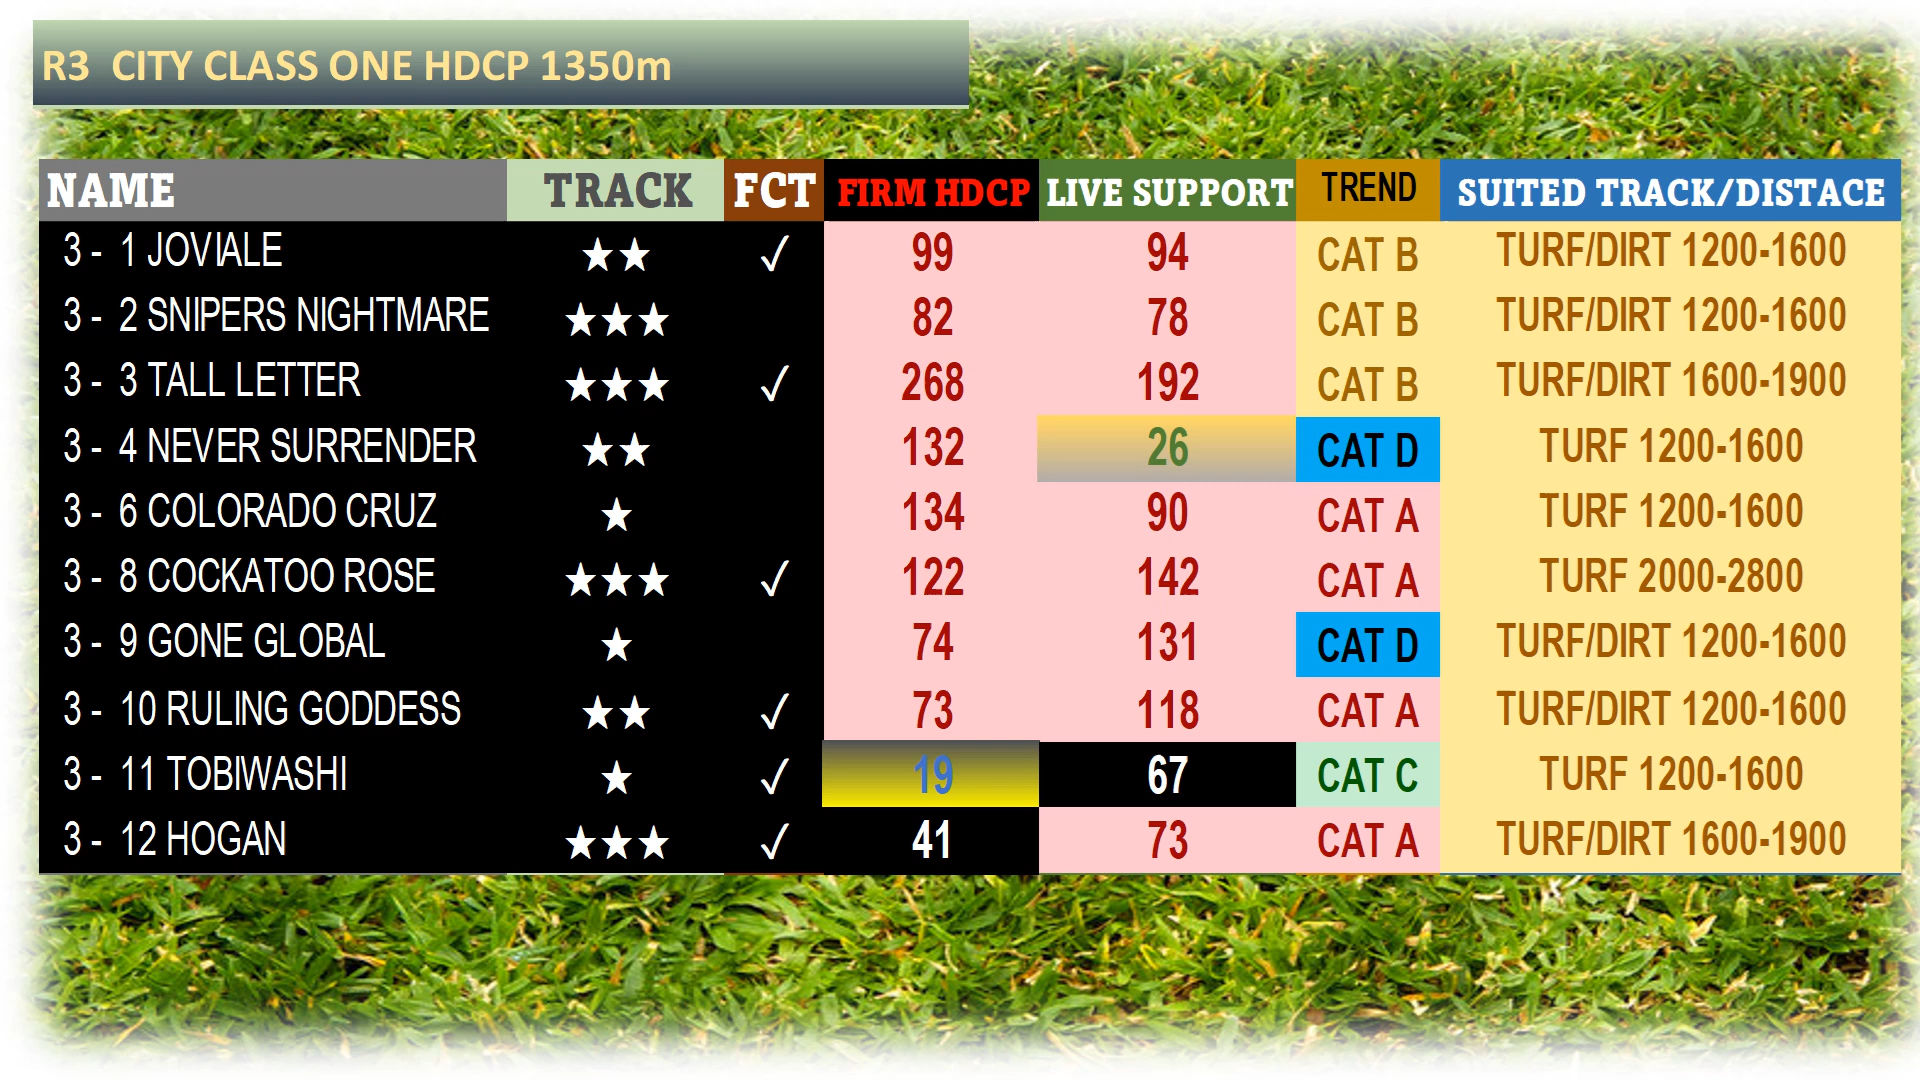 R3 CITY CLASS ONE HDCP 1350m
NAME TRACK FCT FIRM HDCP LIVE SUPPORT TREND SUITED TRACK/DISTACE
3 - 1 JOVIALE ★★ ✓ 99 94 CAT B TURF/DIRT 1200-1600
3 - 2 SNIPERS NIGHTMARE ★★★ 82 78 CAT B TURF/DIRT 1200-1600
3 - 3 TALL LETTER ★★★ ✓ 268 192 CAT B TURF/DIRT 1600-1900
3 - 4 NEVER SURRENDER ★★ 132 26 CAT D TURF 1200-1600
3 - 6 COLORADO CRUZ ★ 134 90 CAT A TURF 1200-1600
3 - 8 COCKATOO ROSE ★★★ ✓ 122 142 CAT A TURF 2000-2800
3 - 9 GONE GLOBAL ★ 74 131 CAT D TURF/DIRT 1200-1600
3 - 10 RULING GODDESS ★★ ✓ 73 118 CAT A TURF/DIRT 1200-1600
3 - 11 TOBIWASHI ★ ✓ 19 67 CAT C TURF 1200-1600
3 - 12 HOGAN ★★★ ✓ 41 73 CAT A TURF/DIRT 1600-1900